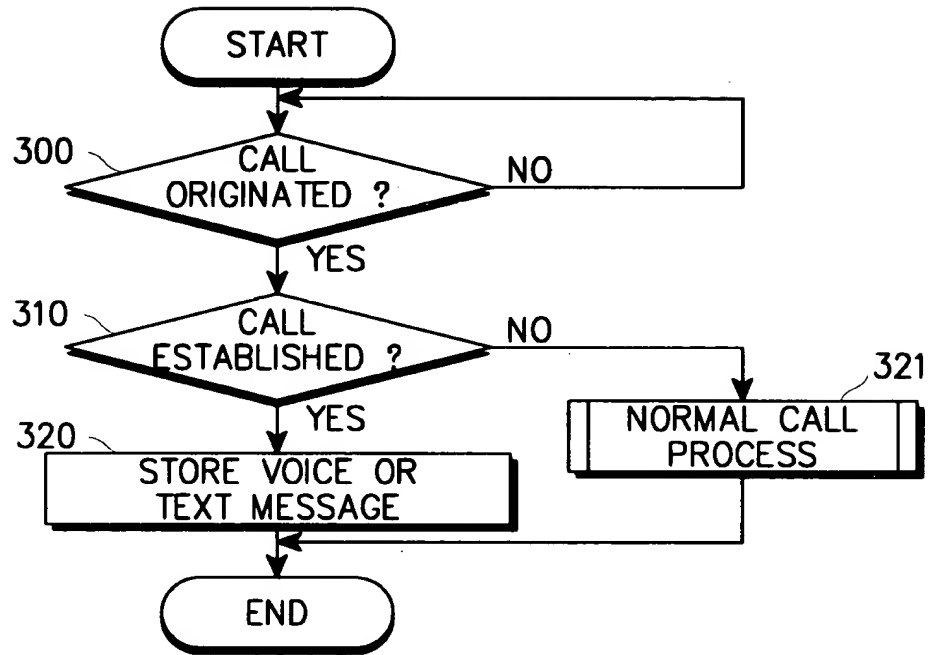 START
300
CALL
ORIGINATED ?
NO
YES
310
CALL
ESTABLISHED ?
NO
YES
321
NORMAL CALL
PROCESS
320
STORE VOICE OR
TEXT MESSAGE
END